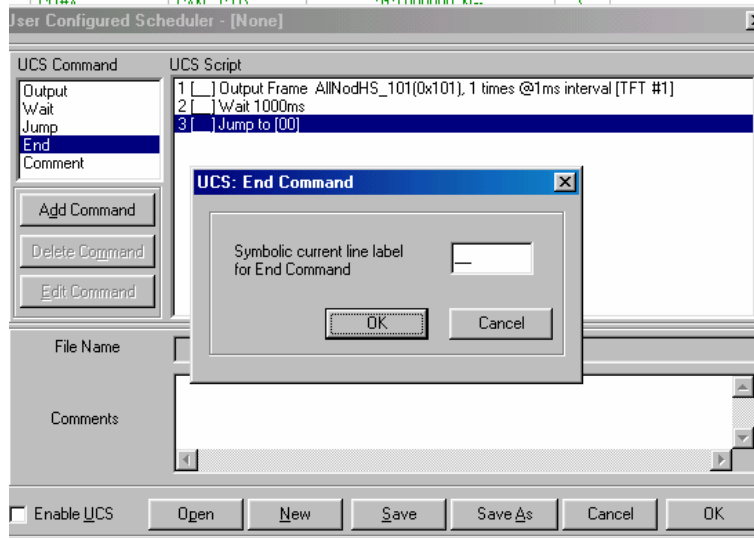 User Configured Scheduler - [None]
UCS Command
UCS Script
Output
Wait
Jump
End
Comment
1 [__] Output Frame AllNodHS_101(0x101), 1 times @1ms interval [TFT #1]
2 [__] Wait 1000ms
3 [__] Jump to [00]
Add Command
Delete Command
Edit Command
UCS: End Command
Symbolic current line label
for End Command
__
OK
Cancel
File Name
Comments
Enable UCS
Open
New
Save
Save As
Cancel
OK